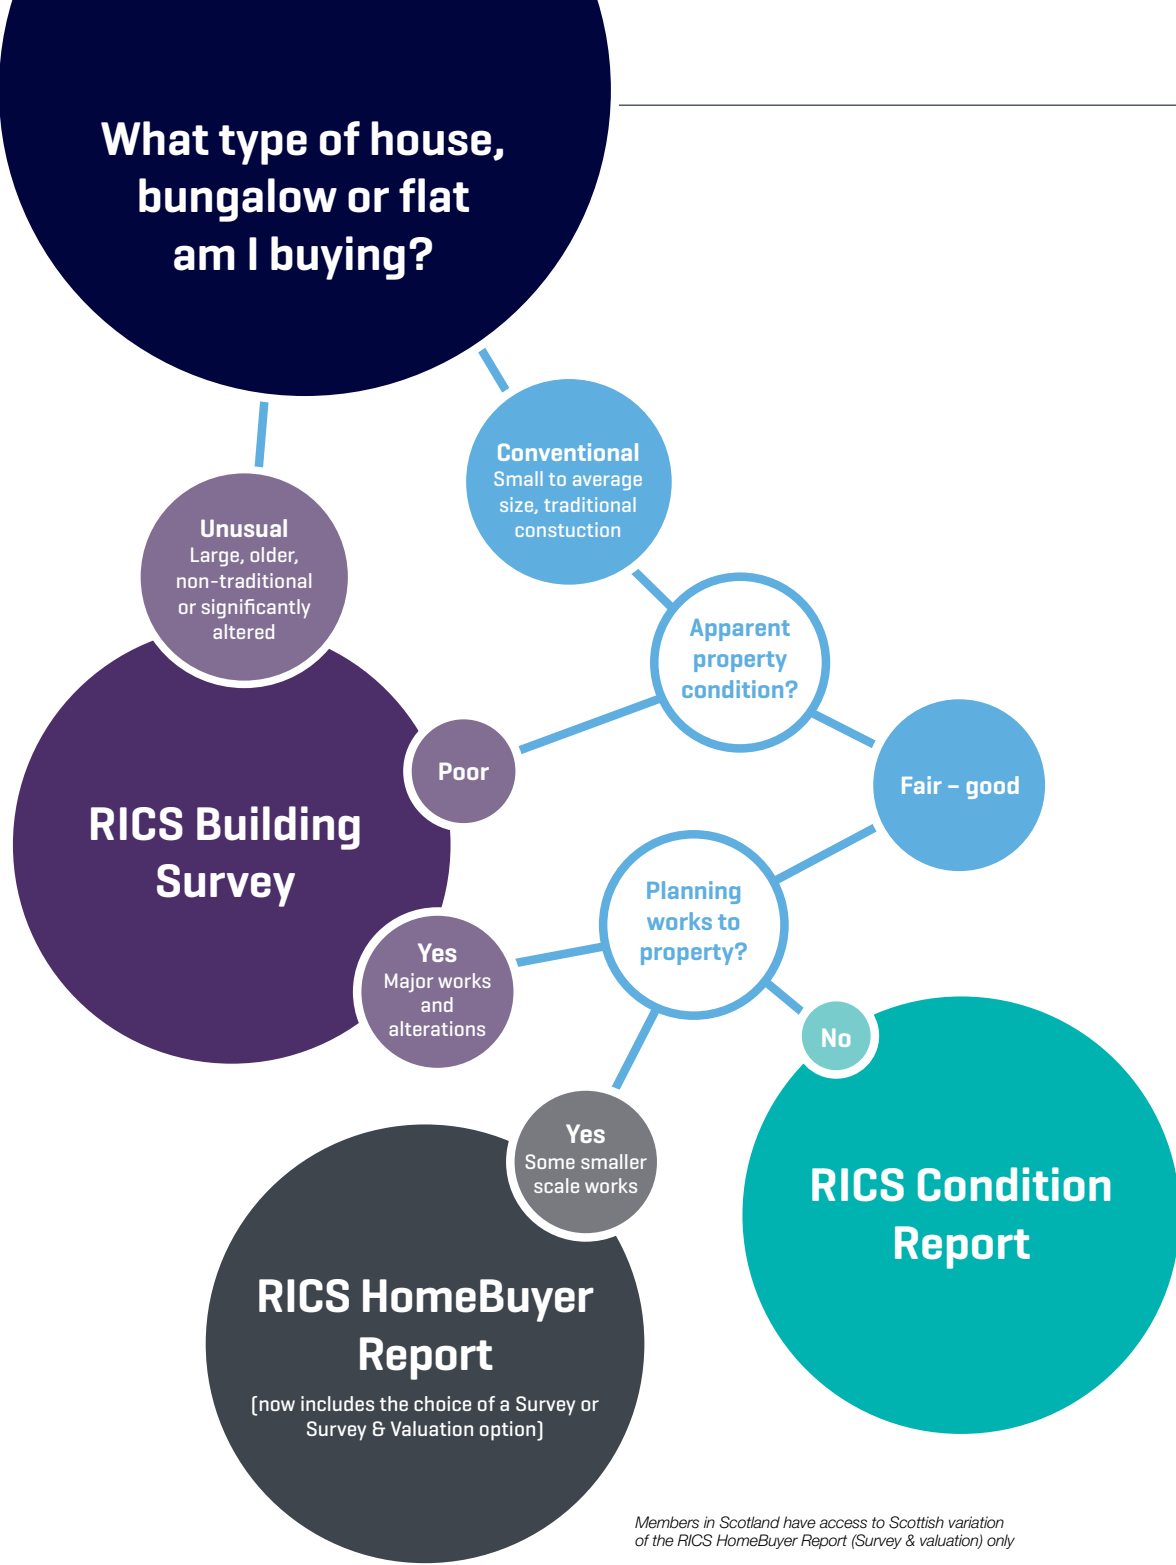 What type of house,
bungalow or flat
am I buying?
Conventional
Small to average
size, traditional
constuction
Unusual
Large, older,
non-traditional
or significantly
altered
Apparent
property
condition?
Poor
Fair – good
RICS Building
Survey
Planning
works to
property?
Yes
Major works
and
alterations
No
Yes
Some smaller
scale works
RICS Condition
Report
RICS HomeBuyer
Report
(now includes the choice of a Survey or
Survey & Valuation option)
Members in Scotland have access to Scottish variation
of the RICS HomeBuyer Report (Survey & valuation) only